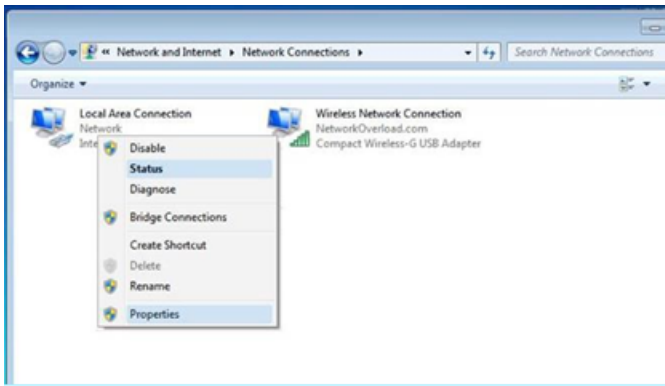 « Network and Internet ▸ Network Connections ▸
Search Network Connections
Organize
Local Area Connection
Network
Inte
Wireless Network Connection
NetworkOverload.com
Compact Wireless-G USB Adapter
Disable
Status
Diagnose
Bridge Connections
Create Shortcut
Delete
Rename
Properties